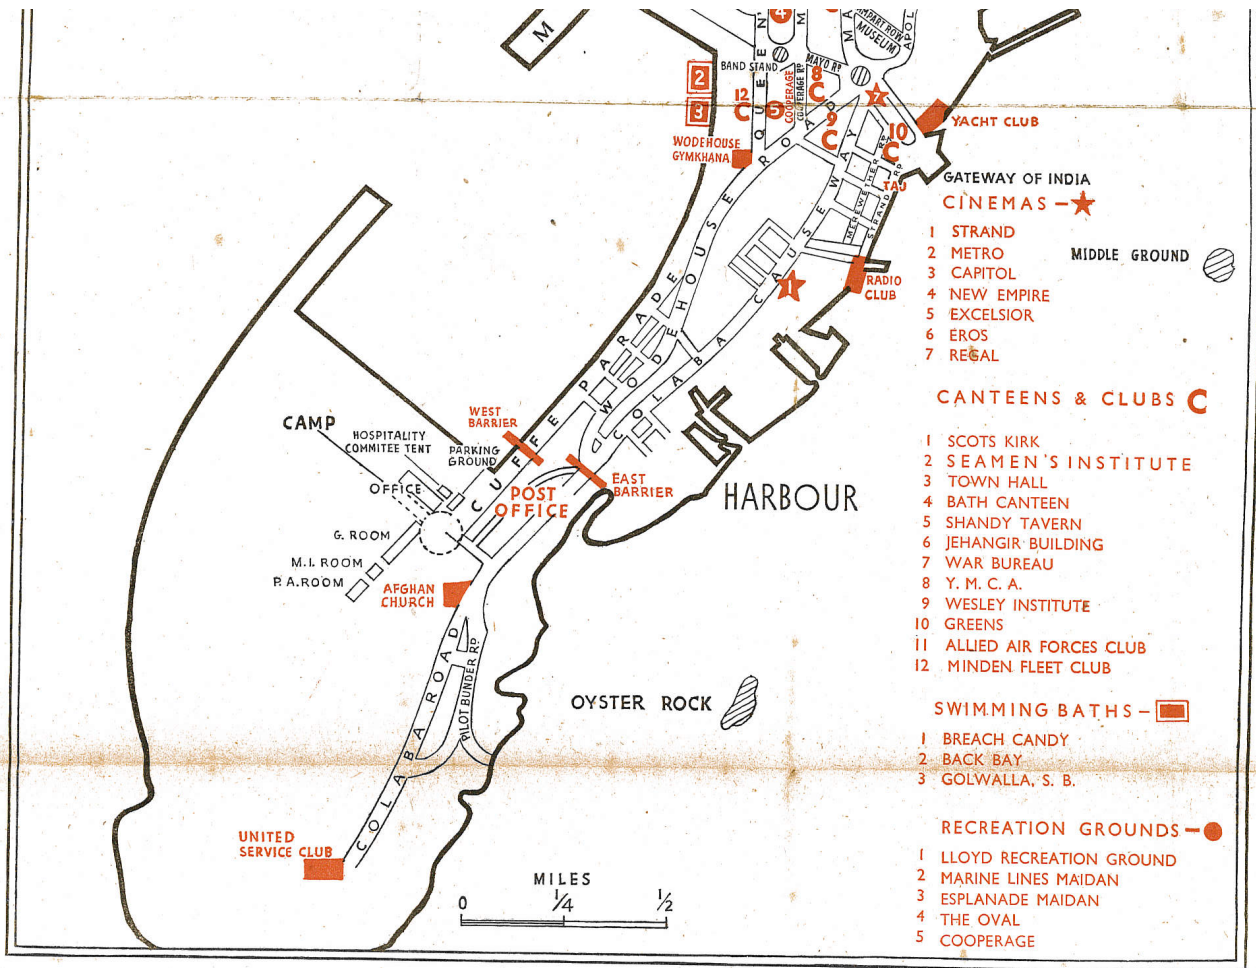 M
4
QUEEN'
M
MA
MPART ROW
MUSEUM
APOL
BAND STAND
MAYO RD
2
3
12
C
5
COOPERAGE
COOPERAGE RD
8
C
9
C
7
10
C
YACHT CLUB
WODEHOUSE
GYMKHANA
TAJ
MEREWETHER RD
STRAND RD
GATEWAY OF INDIA
CINEMAS –
1 STRAND
2 METRO
3 CAPITOL
4 NEW EMPIRE
5 EXCELSIOR
6 EROS
7 REGAL
MIDDLE GROUND
RADIO
CLUB
1
WODEHOUSE ROAD
COLABA CAUSEWAY
CUFFE PARADE
CANTEENS & CLUBS C
1 SCOTS KIRK
2 SEAMEN'S INSTITUTE
3 TOWN HALL
4 BATH CANTEEN
5 SHANDY TAVERN
6 JEHANGIR BUILDING
7 WAR BUREAU
8 Y. M. C. A.
9 WESLEY INSTITUTE
10 GREENS
11 ALLIED AIR FORCES CLUB
12 MINDEN FLEET CLUB
WEST
BARRIER
CAMP
HOSPITALITY
COMMITEE TENT
PARKING
GROUND
OFFICE
POST
OFFICE
EAST
BARRIER
HARBOUR
G. ROOM
M.I. ROOM
P. A. ROOM
AFGHAN
CHURCH
COLABA ROAD
PILOT BUNDER RD
OYSTER ROCK
SWIMMING BATHS –
1 BREACH CANDY
2 BACK BAY
3 GOLWALLA, S. B.
UNITED
SERVICE CLUB
RECREATION GROUNDS –
1 LLOYD RECREATION GROUND
2 MARINE LINES MAIDAN
3 ESPLANADE MAIDAN
4 THE OVAL
5 COOPERAGE
MILES
0 1/4 1/2